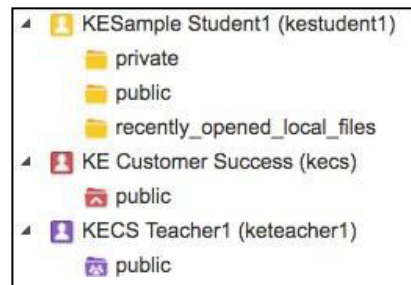 KESample Student1 (kestudent1)
private
public
recently_opened_local_files
KE Customer Success (kecs)
public
KECS Teacher1 (keteacher1)
public